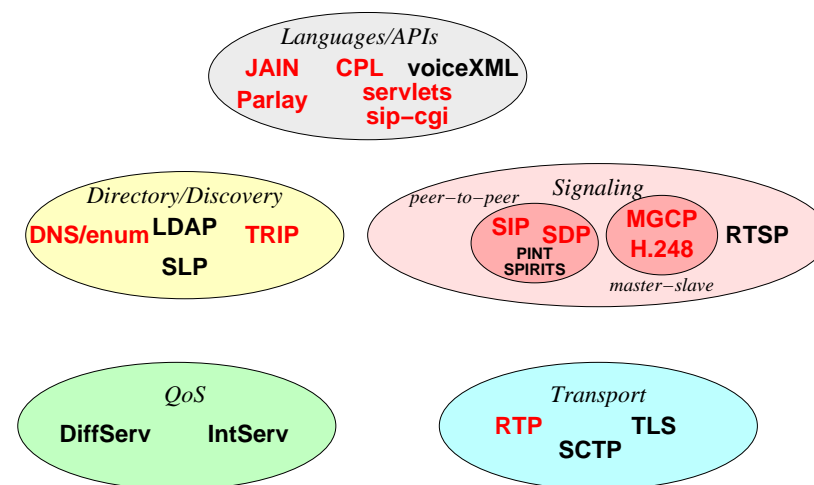 Languages/APIs
JAIN CPL voiceXML
Parlay servlets
sip−cgi
Directory/Discovery
DNS/enum LDAP TRIP
SLP
Signaling
peer−to−peer
SIP SDP
PINT
SPIRITS
MGCP
H.248
RTSP
master−slave
QoS
DiffServ IntServ
Transport
RTP TLS
SCTP